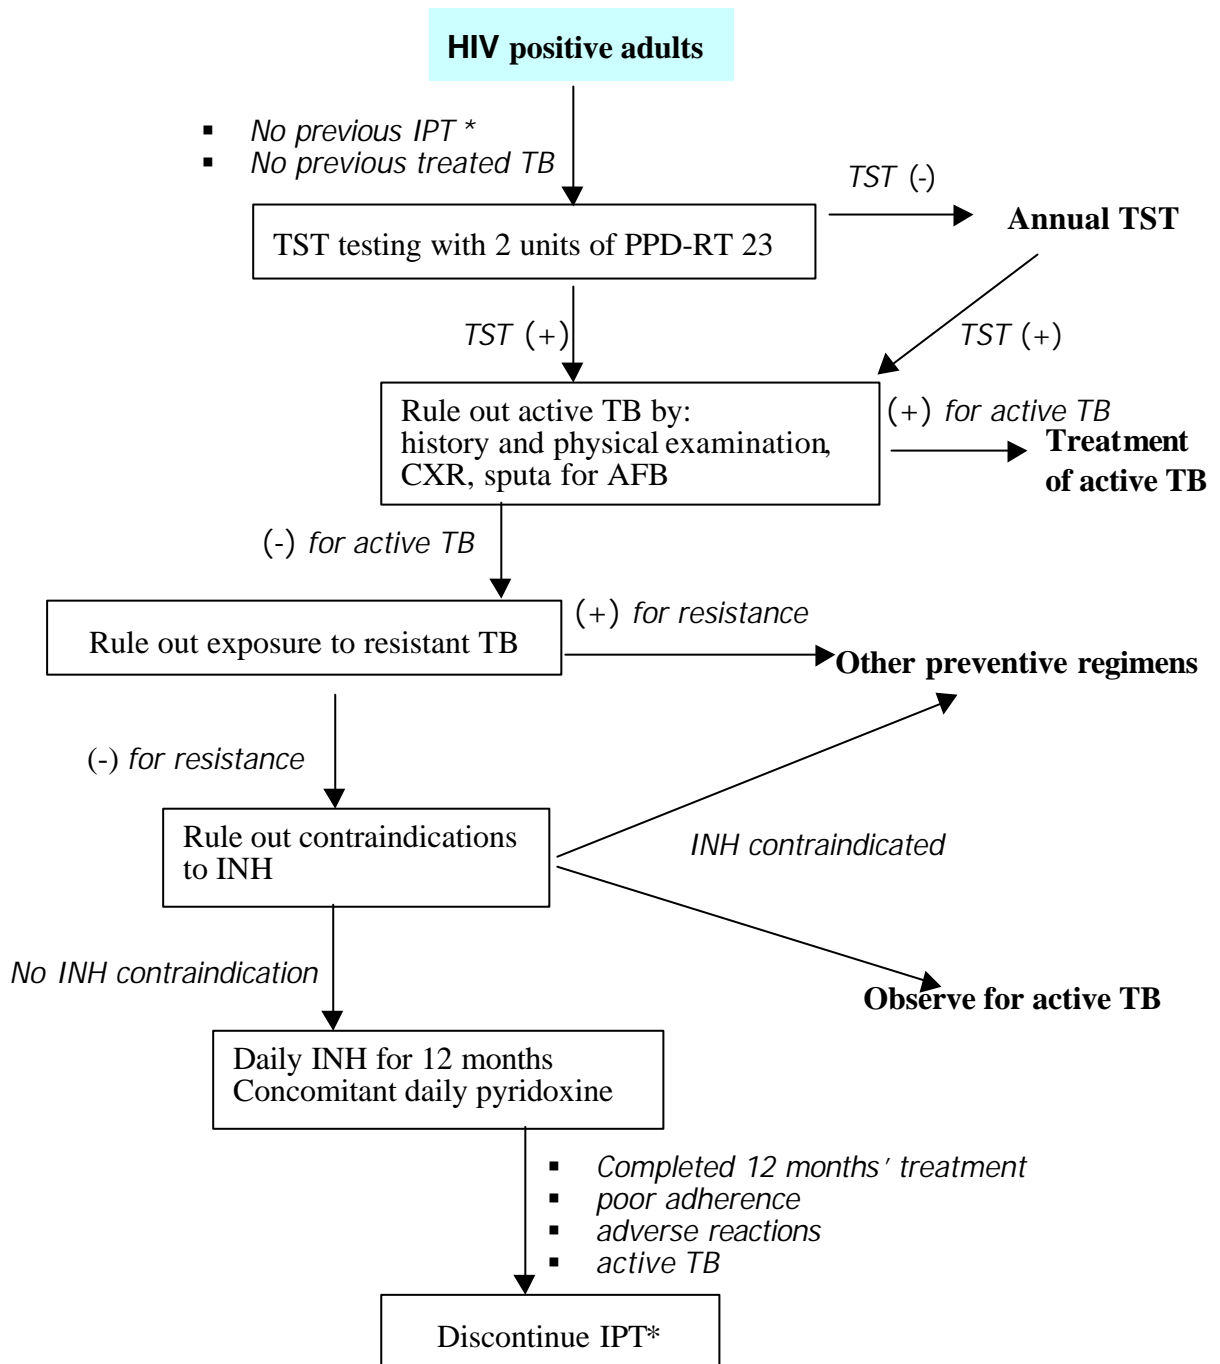 HIV positive adults
▪ No previous IPT *
▪ No previous treated TB
TST (-)
Annual TST
TST testing with 2 units of PPD-RT 23
TST (+)
TST (+)
Rule out active TB by:
history and physical examination,
CXR, sputa for AFB
(+) for active TB
Treatment
of active TB
(-) for active TB
Rule out exposure to resistant TB
(+) for resistance
Other preventive regimens
(-) for resistance
Rule out contraindications
to INH
INH contraindicated
Observe for active TB
No INH contraindication
Daily INH for 12 months
Concomitant daily pyridoxine
▪ Completed 12 months’ treatment
▪ poor adherence
▪ adverse reactions
▪ active TB
Discontinue IPT*